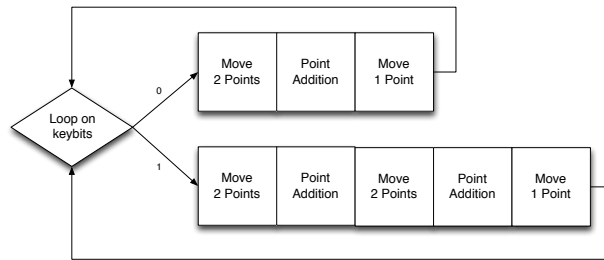 Move
2 Points
Point
Addition
Move
1 Point
0
Loop on
keybits
1
Move
2 Points
Point
Addition
Move
2 Points
Point
Addition
Move
1 Point